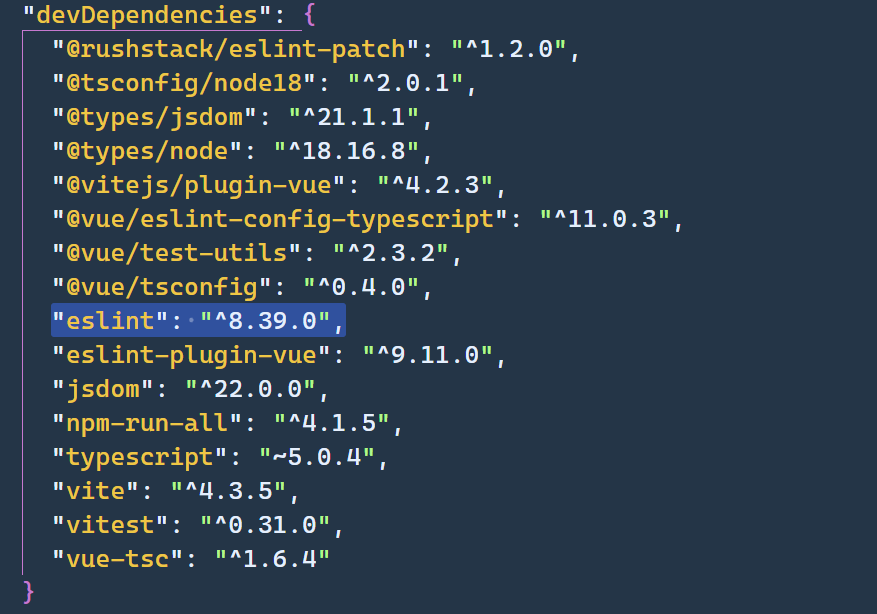 "devDependencies": {
"@rushstack/eslint-patch": "^1.2.0",
"@tsconfig/node18": "^2.0.1",
"@types/jsdom": "^21.1.1",
"@types/node": "^18.16.8",
"@vitejs/plugin-vue": "^4.2.3",
"@vue/eslint-config-typescript": "^11.0.3",
"@vue/test-utils": "^2.3.2",
"@vue/tsconfig": "^0.4.0",
"eslint": "^8.39.0",
"eslint-plugin-vue": "^9.11.0",
"jsdom": "^22.0.0",
"npm-run-all": "^4.1.5",
"typescript": "~5.0.4",
"vite": "^4.3.5",
"vitest": "^0.31.0",
"vue-tsc": "^1.6.4"
}